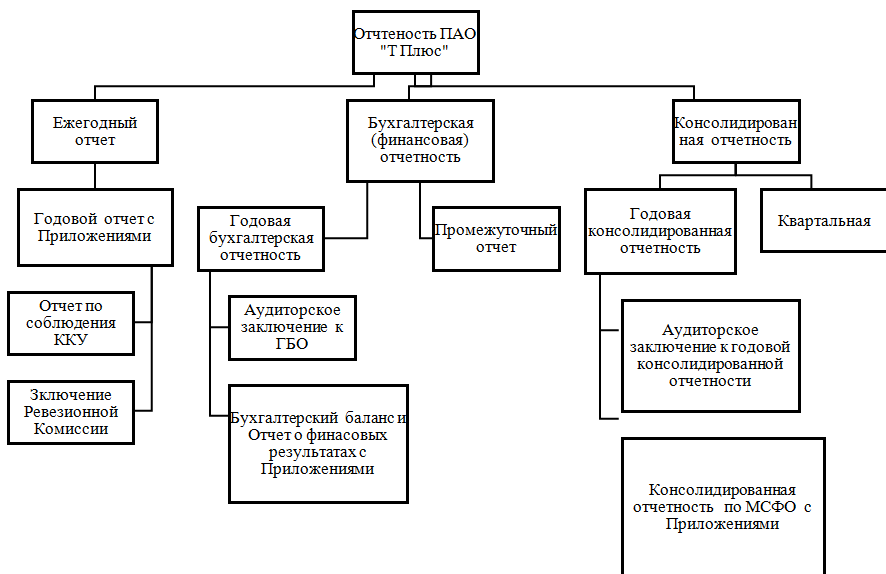 Отчтеность ПАО
"Т Плюс"
Ежегодный
отчет
Бухгалтерская
(финансовая)
отчетность
Консолидирован
ная отчетность
Годовой отчет с
Приложениями
Годовая
бухгалтерская
отчетность
Промежуточный
отчет
Годовая
консолидированная
отчетность
Квартальная
Отчет по
соблюдения
ККУ
Аудиторское
заключение к
ГБО
Аудиторское
заключение к годовой
консолидированной
отчетности
Зключение
Ревезионной
Комиссии
Бухгалтерский баланс и
Отчет о финасовых
результатах с
Приложениями
Консолидированная
отчетность по МСФО с
Приложениями